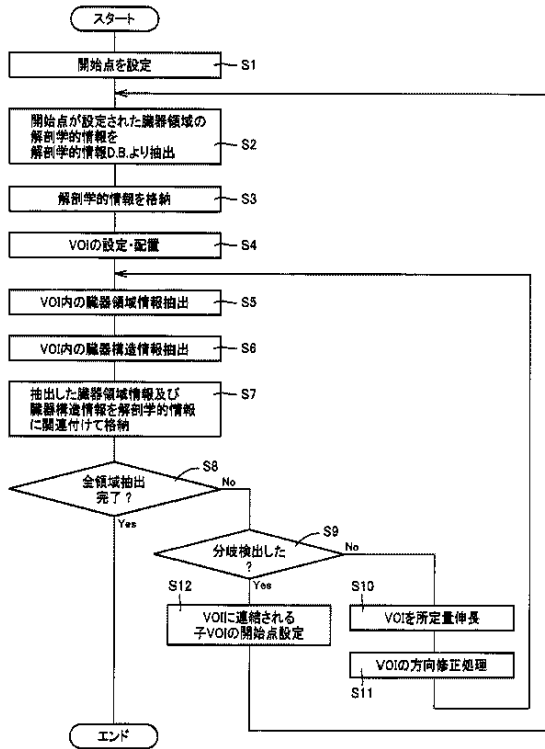 スタート
開始点を設定
S1
開始点が設定された臓器領域の
解剖学的情報を
解剖学的情報D.B.より抽出
S2
解剖学的情報を格納
S3
VOIの設定・配置
S4
VOI内の臓器領域情報抽出
S5
VOI内の臓器構造情報抽出
S6
抽出した臓器領域情報及び
臓器構造情報を解剖学的情報
に関連付けて格納
S7
全領域抽出
完了？
S8
No
Yes
分岐検出した
？
S9
No
Yes
S12
VOIに連結される
子VOIの開始点設定
S10
VOIを所定量伸長
VOIの方向修正処理
S11
エンド